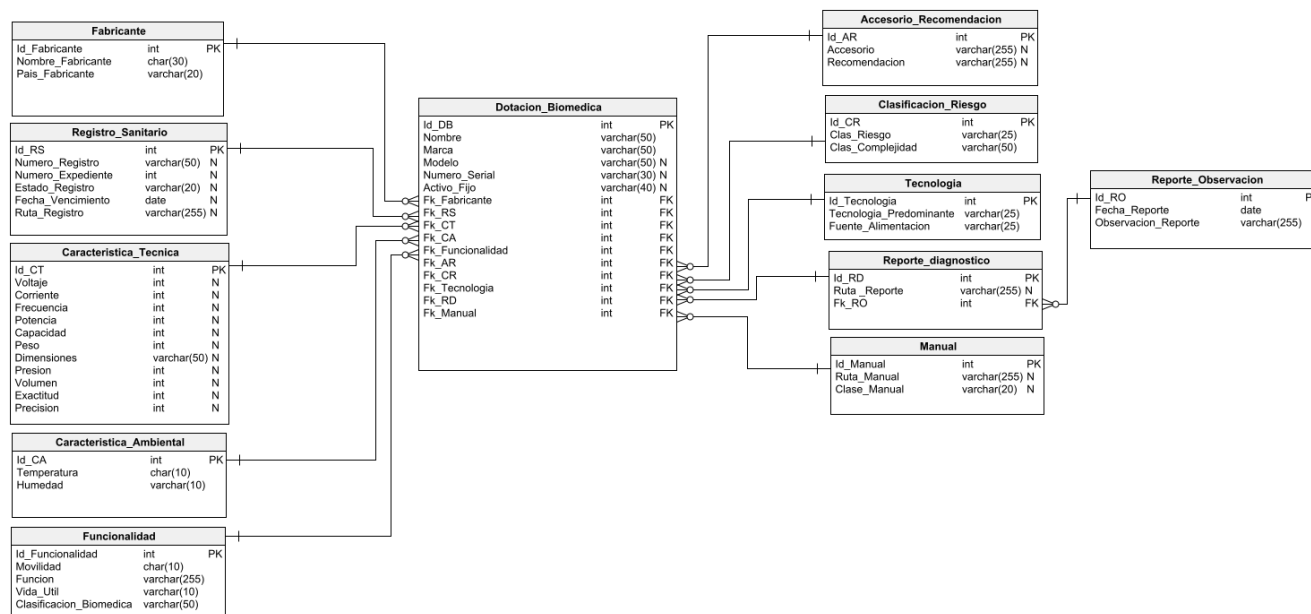 Fabricante
Id_Fabricante int PK
Nombre_Fabricante char(30)
Pais_Fabricante varchar(20)
Registro_Sanitario
Id_RS int PK
Numero_Registro varchar(50) N
Numero_Expediente int N
Estado_Registro varchar(20) N
Fecha_Vencimiento date N
Ruta_Registro varchar(255) N
Caracteristica_Tecnica
Id_CT int PK
Voltaje int N
Corriente int N
Frecuencia int N
Potencia int N
Capacidad int N
Peso int N
Dimensiones varchar(50) N
Presion int N
Volumen int N
Exactitud int N
Precision int N
Caracteristica_Ambiental
Id_CA int PK
Temperatura char(10)
Humedad varchar(10)
Funcionalidad
Id_Funcionalidad int PK
Movilidad char(10)
Funcion varchar(255)
Vida_Util varchar(10)
Clasificacion_Biomedica varchar(50)
Dotacion_Biomedica
Id_DB int PK
Nombre varchar(50)
Marca varchar(50)
Modelo varchar(50) N
Numero_Serial varchar(30) N
Activo_Fijo varchar(40) N
Fk_Fabricante int FK
Fk_RS int FK
Fk_CT int FK
Fk_CA int FK
Fk_Funcionalidad int FK
Fk_AR int FK
Fk_CR int FK
Fk_Tecnologia int FK
Fk_RD int FK
Fk_Manual int FK
Accesorio_Recomendacion
Id_AR int PK
Accesorio varchar(255) N
Recomendacion varchar(255) N
Clasificacion_Riesgo
Id_CR int PK
Clas_Riesgo varchar(25)
Clas_Complejidad varchar(50)
Tecnologia
Id_Tecnologia int PK
Tecnologia_Predominante varchar(25)
Fuente_Alimentacion varchar(25)
Reporte_diagnostico
Id_RD int PK
Ruta _Reporte varchar(255) N
Fk_RO int FK
Manual
Id_Manual int PK
Ruta_Manual varchar(255) N
Clase_Manual varchar(20) N
Reporte_Observacion
Id_RO int
Fecha_Reporte date
Observacion_Reporte varchar(255)